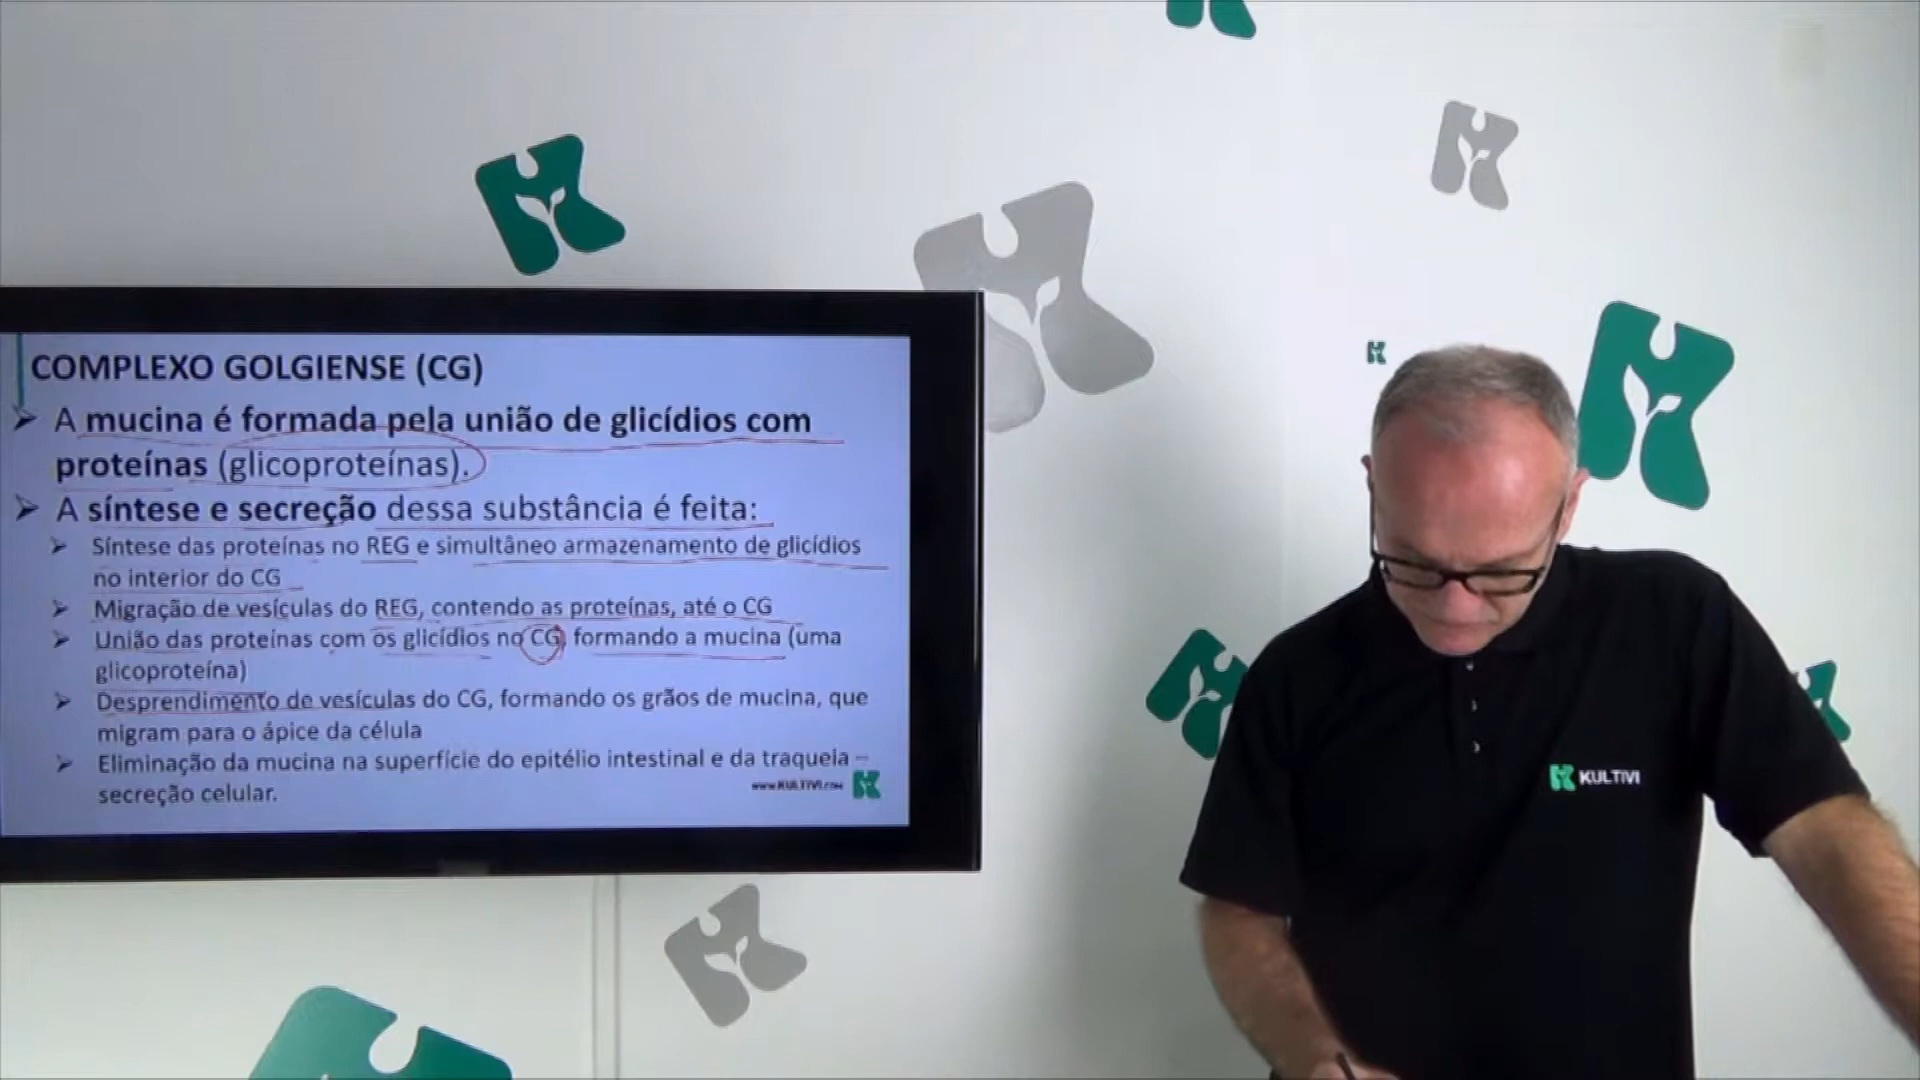 COMPLEXO GOLGIENSE (CG)
➢ A mucina é formada pela união de glicídios com
proteínas (glicoproteínas).
➢ A síntese e secreção dessa substância é feita:
➢ Síntese das proteínas no REG e simultâneo armazenamento de glicídios
no interior do CG
➢ Migração de vesículas do REG, contendo as proteínas, até o CG
➢ União das proteínas com os glicídios no CG, formando a mucina (uma
glicoproteína)
➢ Desprendimento de vesículas do CG, formando os grãos de mucina, que
migram para o ápice da célula
➢ Eliminação da mucina na superfície do epitélio intestinal e da traqueia –
secreção celular.
www.KULTIVI.com
KULTIVI